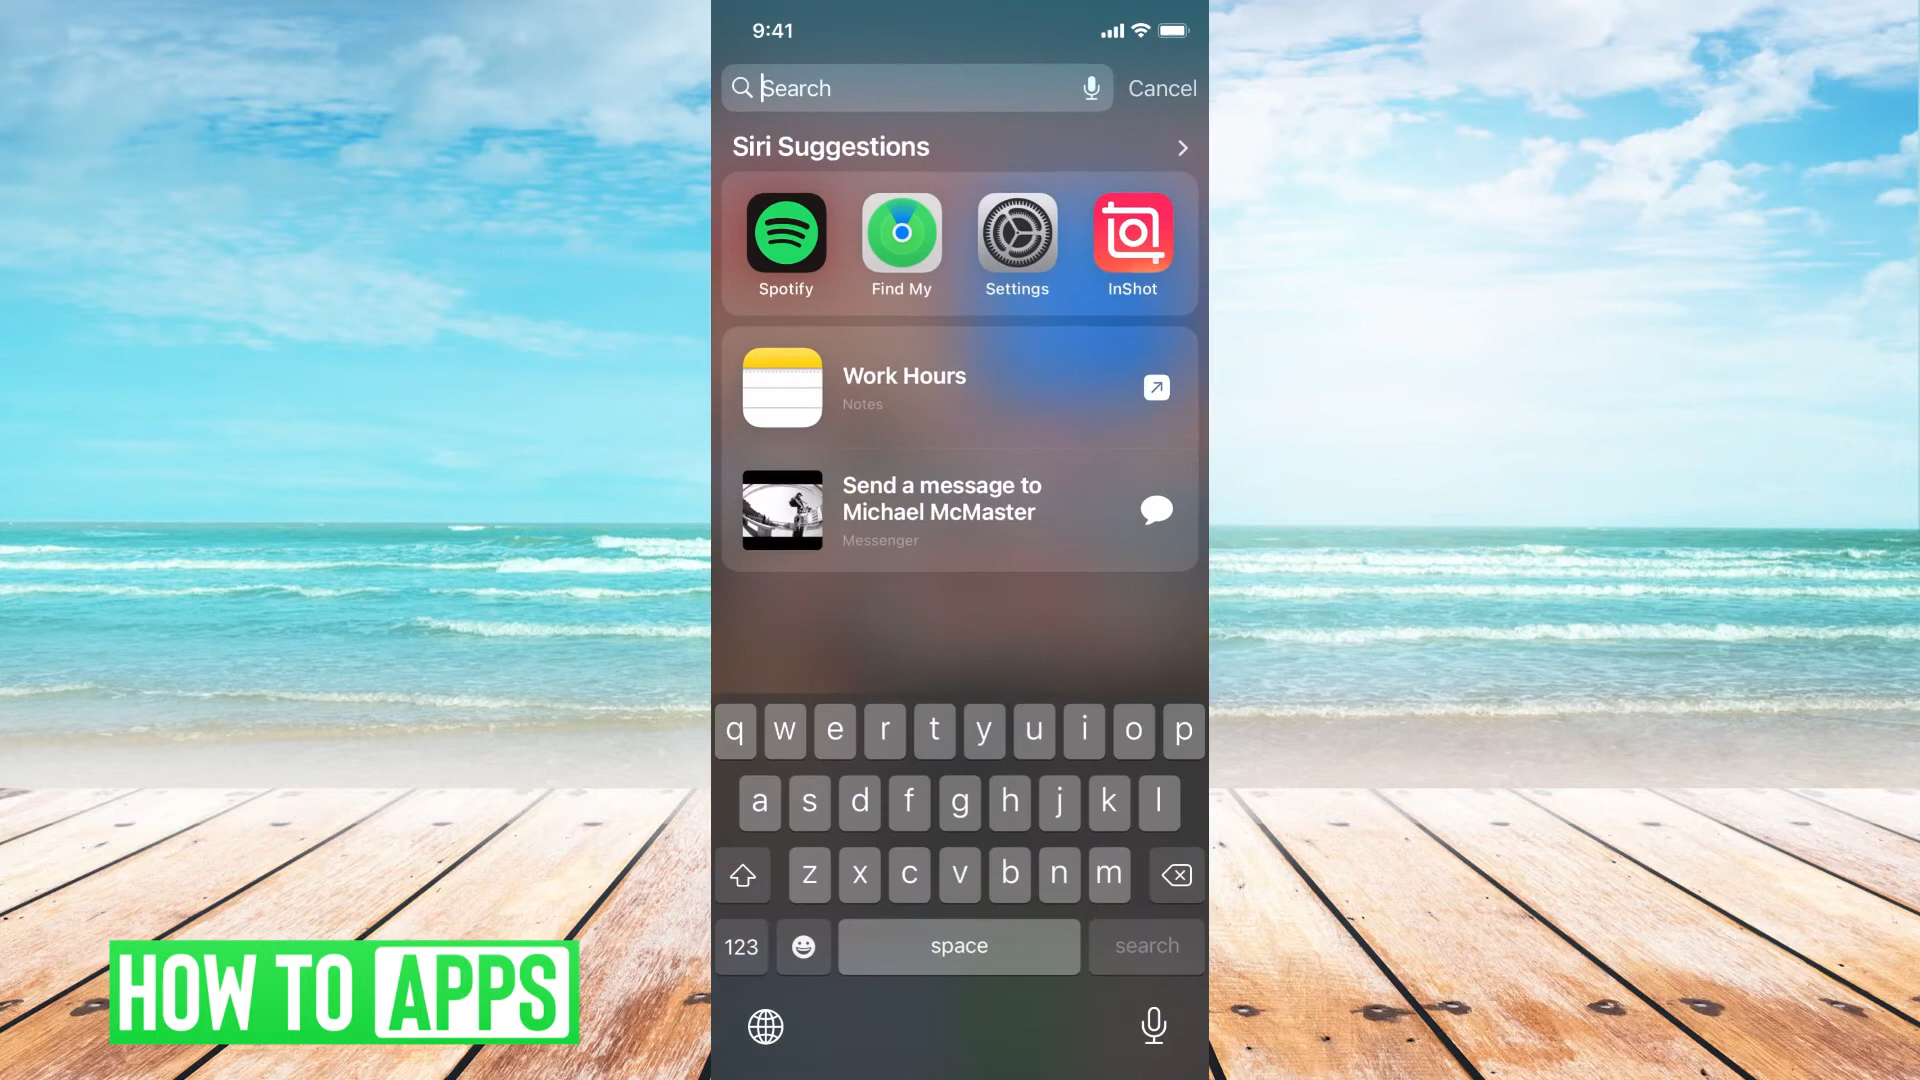 9:41
Search
Cancel
Siri Suggestions
Spotify
Find My
Settings
InShot
Work Hours
Notes
Send a message to
Michael McMaster
Messenger
q w e r t y u i o p
a s d f g h j k l
z x c v b n m
123
space
search
HOW TO APPS